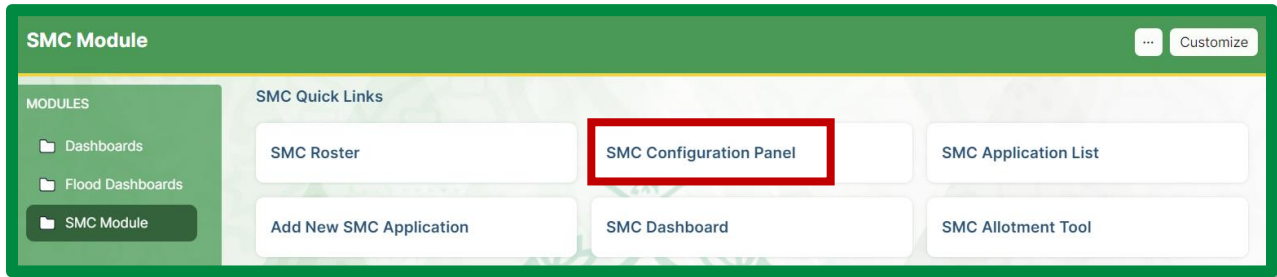 SMC Module
... Customize
MODULES
Dashboards
Flood Dashboards
SMC Module
SMC Quick Links
SMC Roster
SMC Configuration Panel
SMC Application List
Add New SMC Application
SMC Dashboard
SMC Allotment Tool